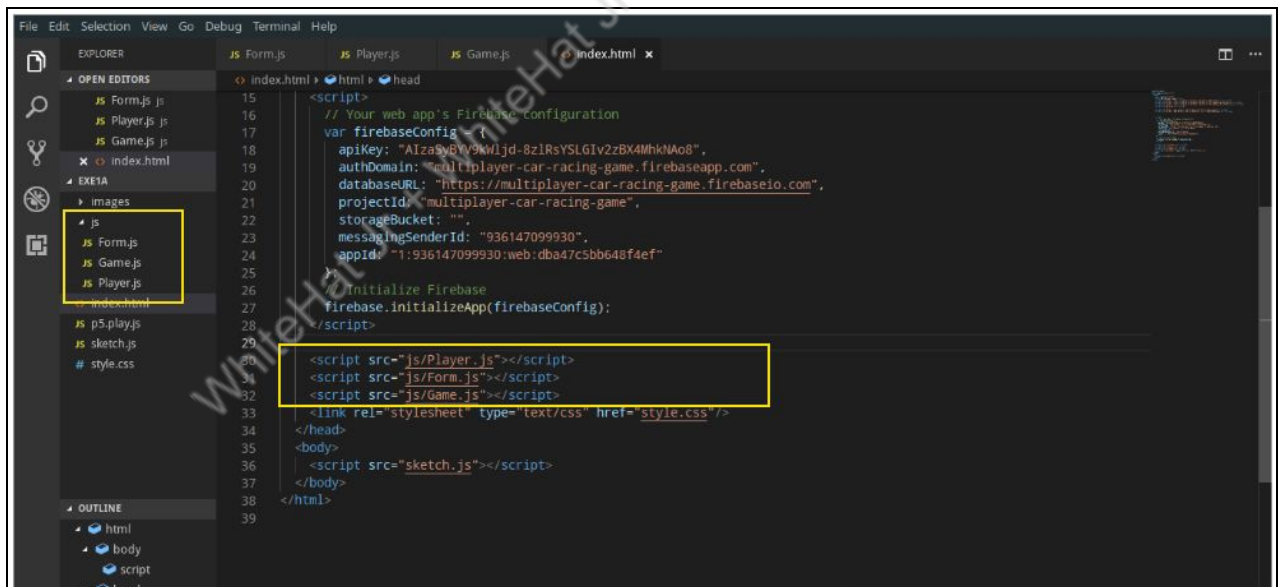 File Edit Selection View Go Debug Terminal Help
EXPLORER
JS Form.js JS Player.js JS Game.js <> index.html ×
OPEN EDITORS
<> index.html html head
JS Form.js js
JS Player.js js
JS Game.js js
× <> index.html
EXE1A
images
js
JS Form.js
JS Game.js
JS Player.js
<> index.html
JS p5.play.js
JS sketch.js
# style.css
OUTLINE
html
body
script
15 <script>
16 // Your web app's Firebase configuration
17 var firebaseConfig = {
18 apiKey: "
19 authDomain: "multiplayer-car-racing-game.firebaseapp.com",
20 databaseURL: "https://multiplayer-car-racing-game.firebaseio.com",
21 projectId: "multiplayer-car-racing-game",
22 storageBucket: "",
23 messagingSenderId: "936147099930",
24 appId: "1:936147099930:web:dba47c5bb648f4ef"
25 };
26 // Initialize Firebase
27 firebase.initializeApp(firebaseConfig);
28 </script>
29
30 <script src="js/Player.js"></script>
31 <script src="js/Form.js"></script>
32 <script src="js/Game.js"></script>
33 <link rel="stylesheet" type="text/css" href="style.css"/>
34 </head>
35 <body>
36 <script src="sketch.js"></script>
37 </body>
38 </html>
39
WhiteHat Jr + WhiteHat Jr